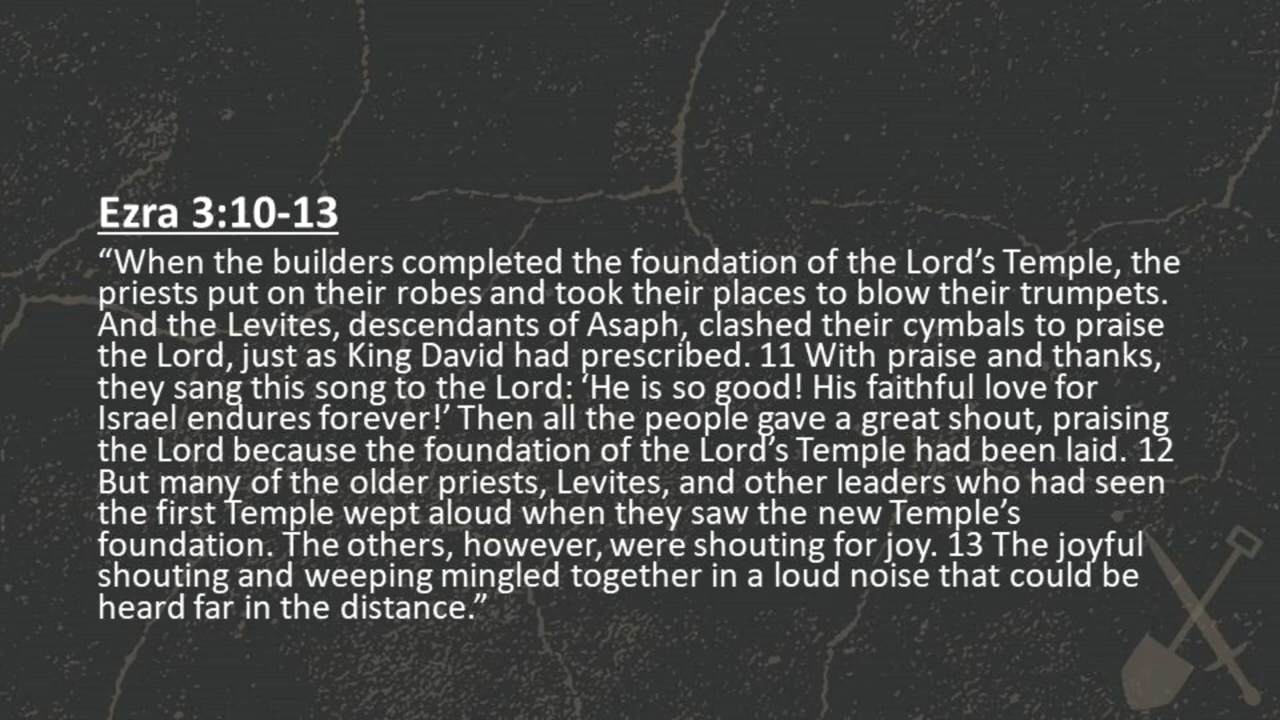 Ezra 3:10-13
“When the builders completed the foundation of the Lord’s Temple, the
priests put on their robes and took their places to blow their trumpets.
And the Levites, descendants of Asaph, clashed their cymbals to praise
the Lord, just as King David had prescribed. 11 With praise and thanks,
they sang this song to the Lord: ‘He is so good! His faithful love for
Israel endures forever!’ Then all the people gave a great shout, praising
the Lord because the foundation of the Lord’s Temple had been laid. 12
But many of the older priests, Levites, and other leaders who had seen
the first Temple wept aloud when they saw the new Temple’s
foundation. The others, however, were shouting for joy. 13 The joyful
shouting and weeping mingled together in a loud noise that could be
heard far in the distance.”